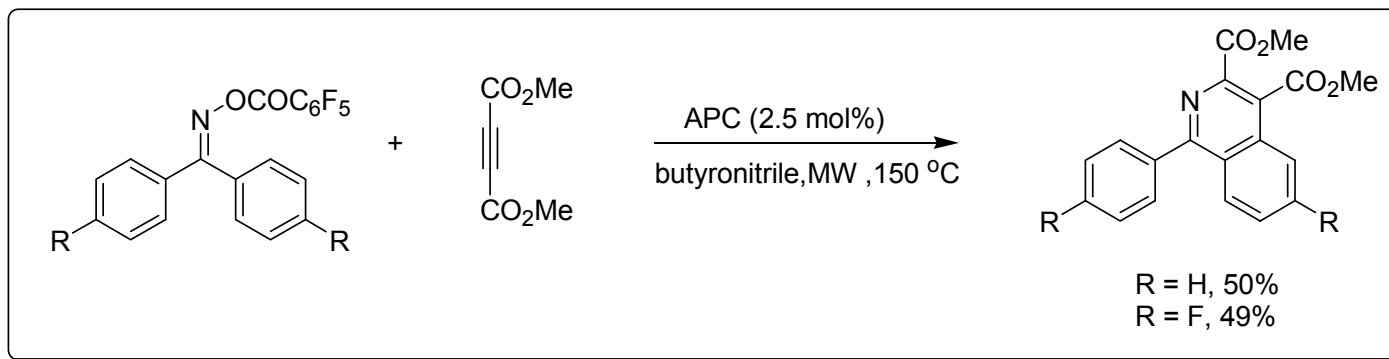 OCOC6F5
N
R
R
+
CO2Me
CO2Me
APC (2.5 mol%)
butyronitrile,MW ,150 °C
CO2Me
CO2Me
N
R
R
R = H, 50%
R = F, 49%